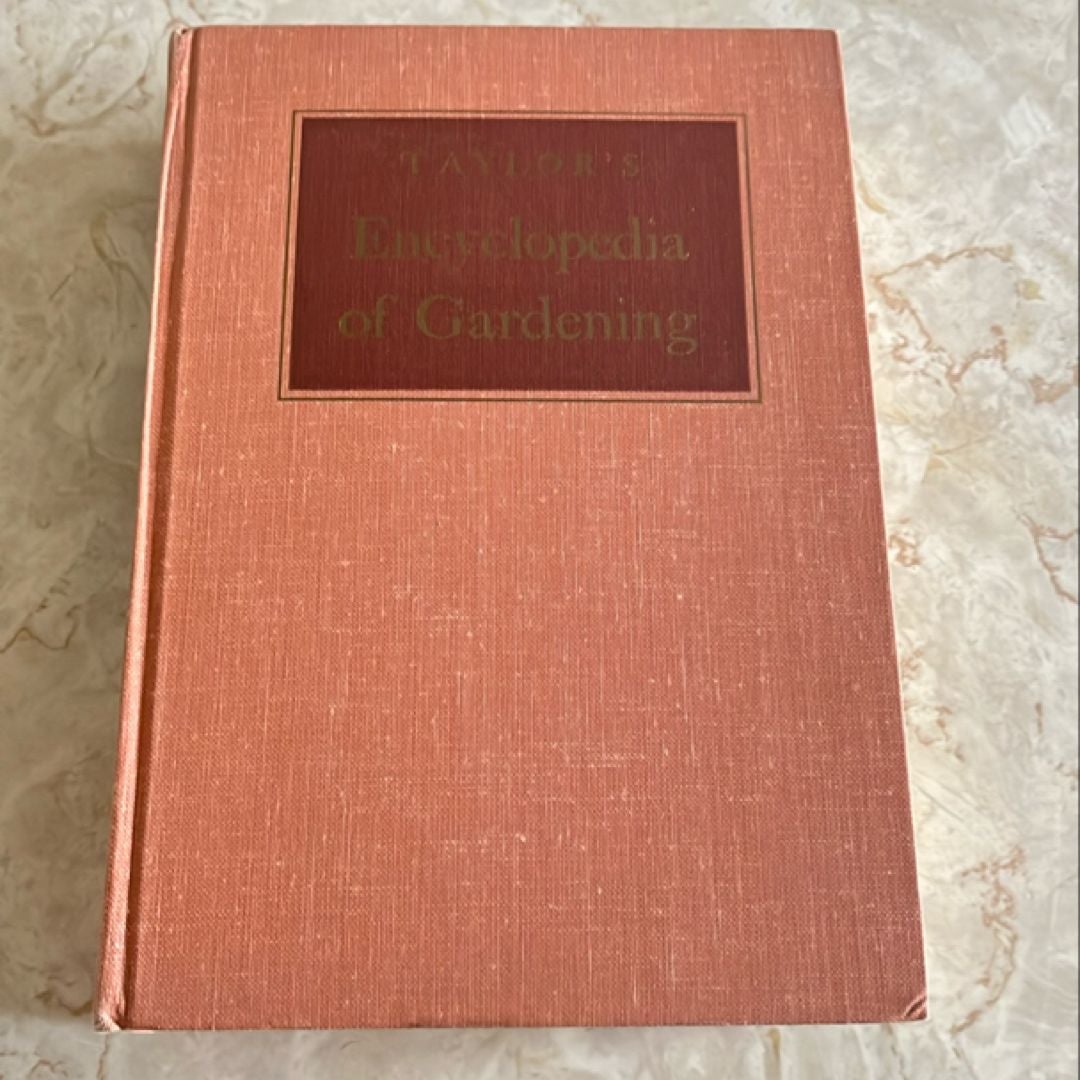 TAYLOR'S
Encyclopedia
of Gardening